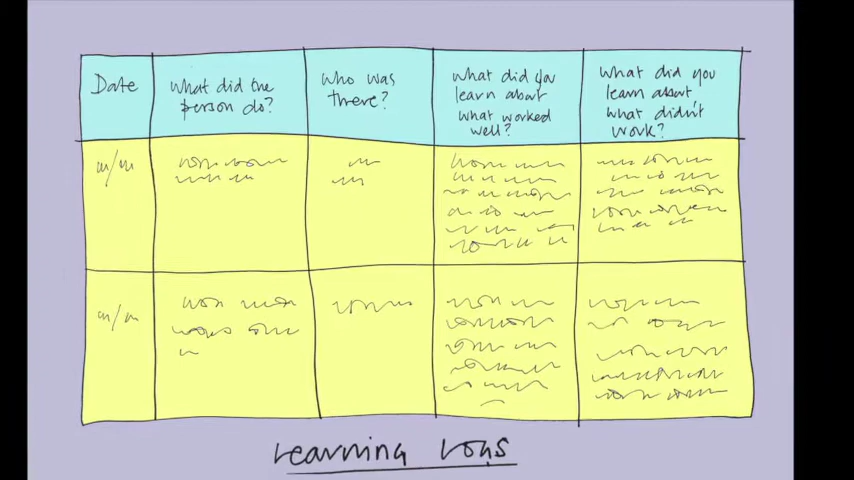 Date
What did the
person do?
Who was
there?
What did you
learn about
what worked
well?
What did you
learn about,
what didn't
work?
Learning Logs